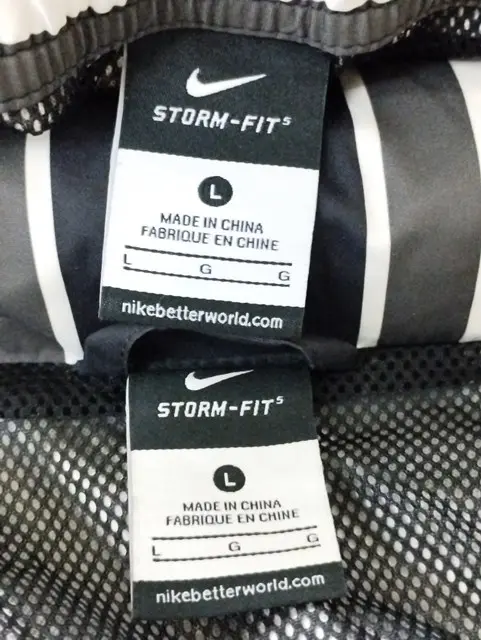 STORM-FIT5
L
MADE IN CHINA
FABRIQUE EN CHINE
L G G
nikebetterworld.com
STORM-FIT5
L
MADE IN CHINA
FABRIQUE EN CHINE
L G G
nikebetterworld.com